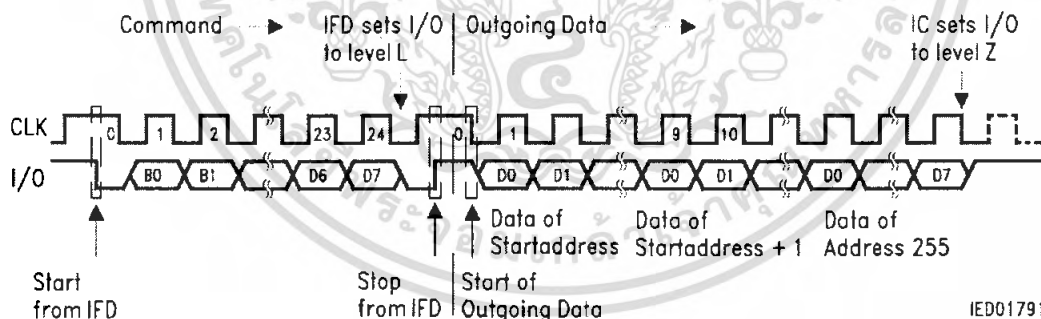 Command
IFD sets I/O
to level L
Outgoing Data
IC sets I/O
to level Z
CLK 0 1 2 23 24 0 1 9 10
I/O B0 B1 D6 D7 D0 D1 D0 D1 D0 D7
Data of
Startaddress
Data of
Startaddress + 1
Data of
Address 255
Start
from IFD
Stop
from IFD
Start of
Outgoing Data
IED01791